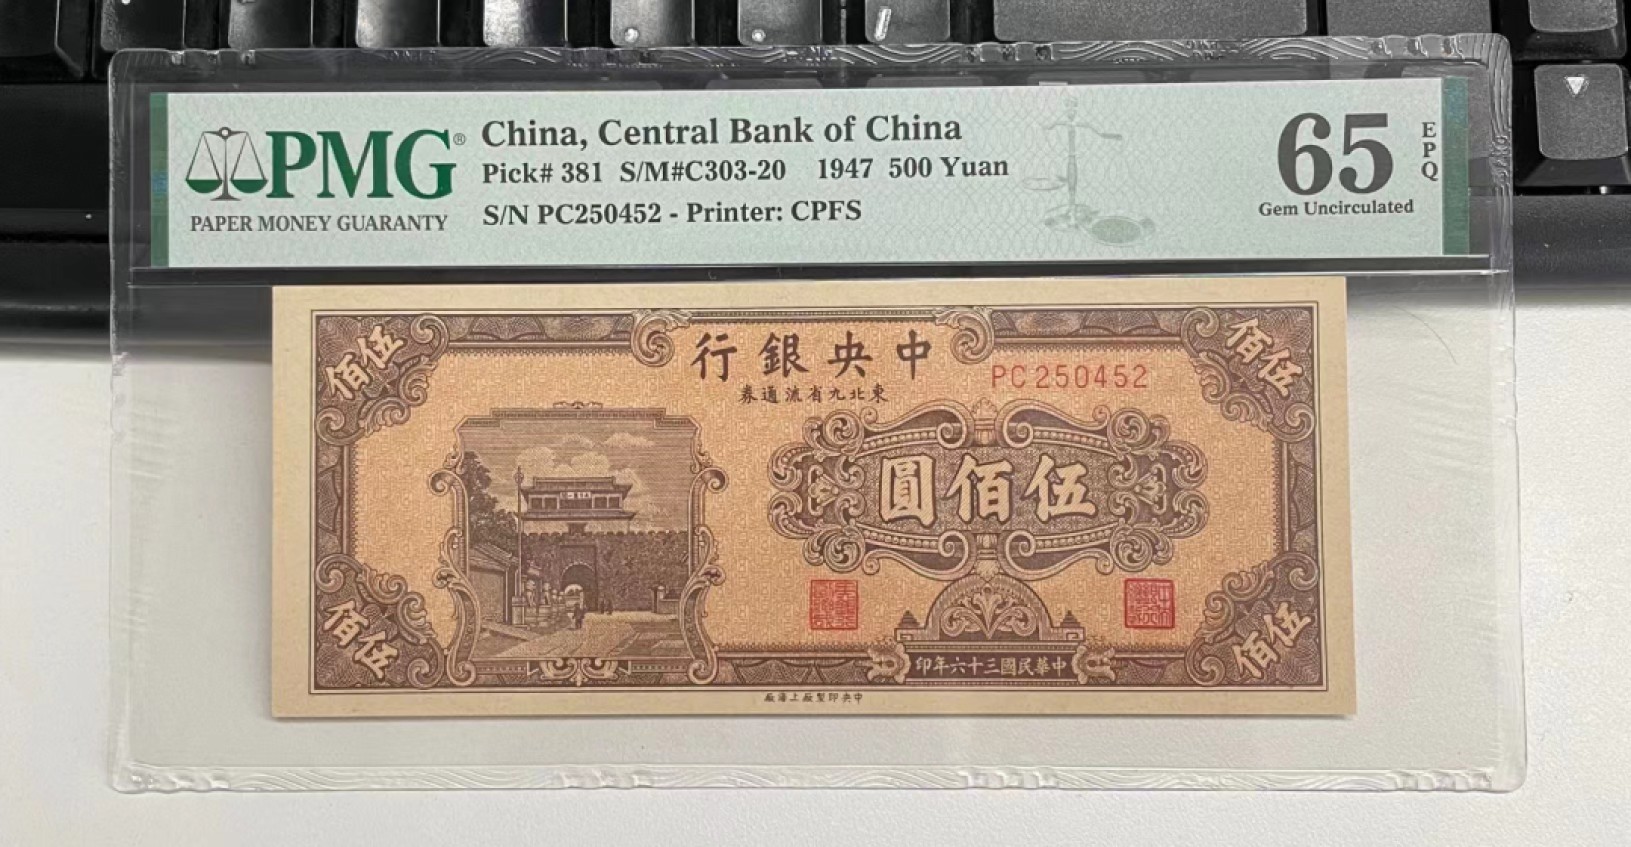 PMG®
PAPER MONEY GUARANTY
China, Central Bank of China
Pick# 381 S/M#C303-20 1947 500 Yuan
S/N PC250452 - Printer: CPFS
65
EPQ
Gem Uncirculated
伍佰
行銀央中
伍佰
券通流省九北東
PC250452
圓佰伍
伍佰
印年六十三國民華中
伍佰
廠海上廠製印央中